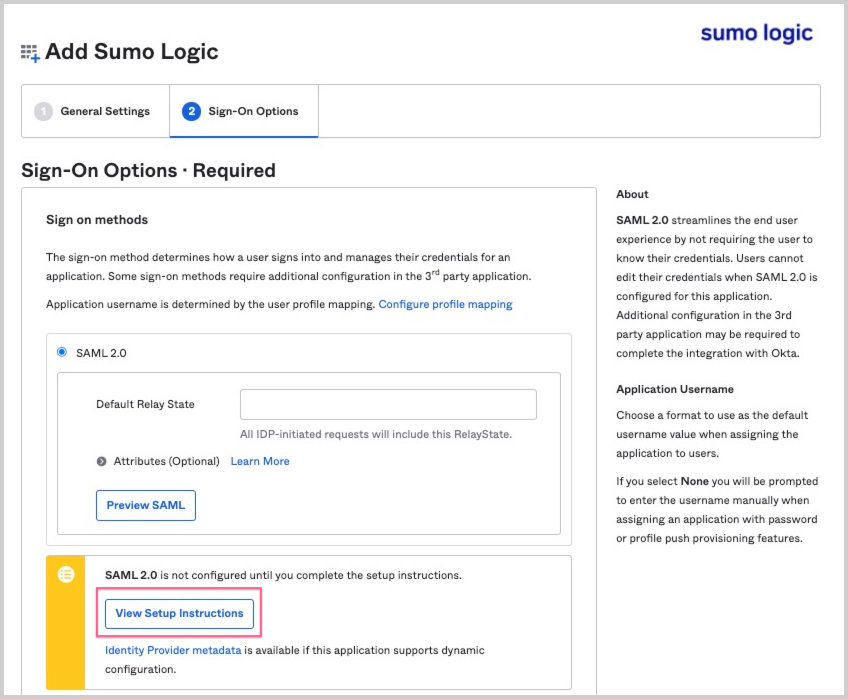 sumo logic
Add Sumo Logic
1 General Settings
2 Sign-On Options
Sign-On Options · Required
Sign on methods
The sign-on method determines how a user signs into and manages their credentials for an
application. Some sign-on methods require additional configuration in the 3rd party application.
Application username is determined by the user profile mapping. Configure profile mapping
SAML 2.0
Default Relay State
All IDP-initiated requests will include this RelayState.
Attributes (Optional) Learn More
Preview SAML
SAML 2.0 is not configured until you complete the setup instructions.
View Setup Instructions
Identity Provider metadata is available if this application supports dynamic
configuration.
About
SAML 2.0 streamlines the end user
experience by not requiring the user to
know their credentials. Users cannot
edit their credentials when SAML 2.0 is
configured for this application.
Additional configuration in the 3rd
party application may be required to
complete the integration with Okta.
Application Username
Choose a format to use as the default
username value when assigning the
application to users.
If you select None you will be prompted
to enter the username manually when
assigning an application with password
or profile push provisioning features.